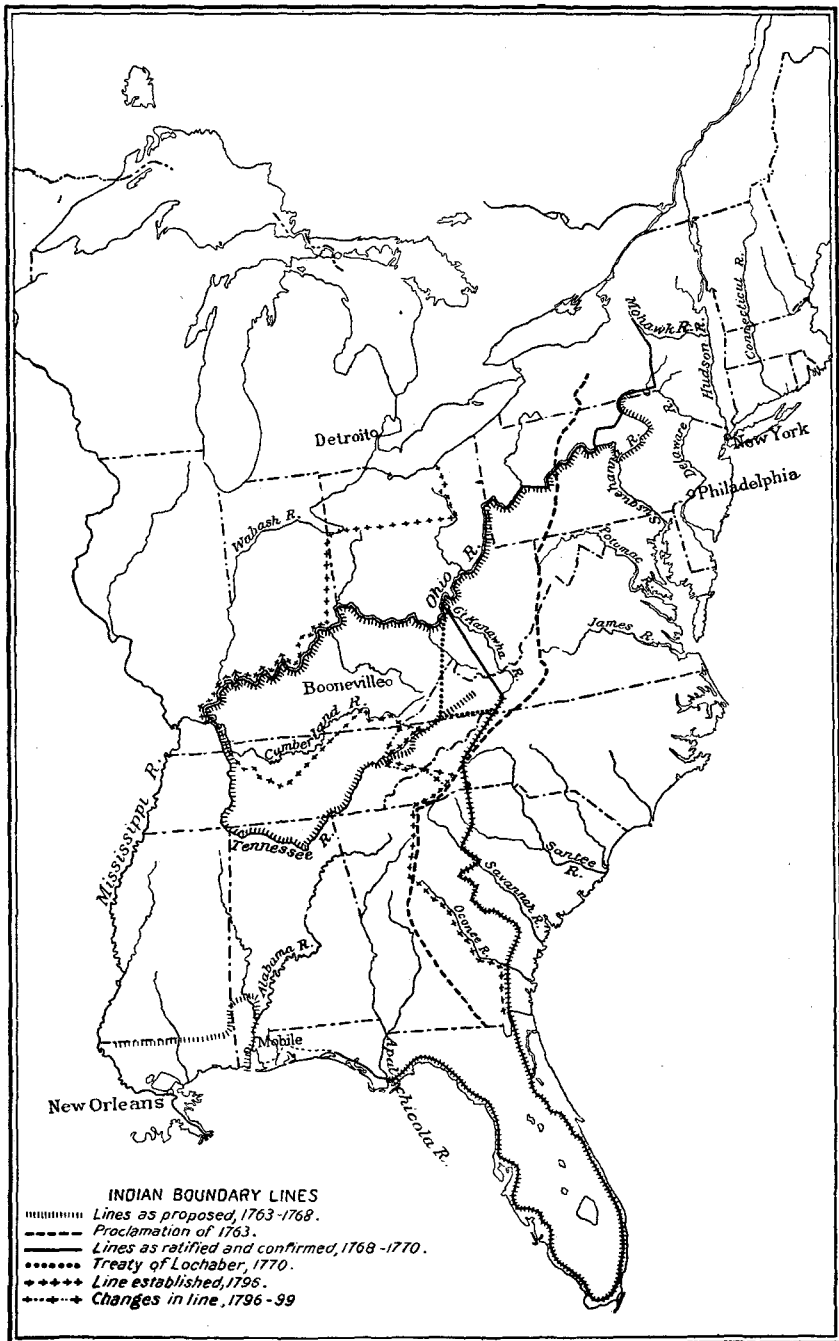 Mohawk R.
Hudson R.
Connecticut R.
Detroit
New York
Delaware R.
Susquehanna R.
Philadelphia
Wabash R.
Potomac
Ohio R.
Gt Kanawha R.
James R.
Booneville
Cumberland R.
Mississippi R.
Tennessee R.
Santee R.
Savannar R.
Oconee R.
Alabama R.
Mobile
Apalachicola R.
New Orleans
INDIAN BOUNDARY LINES
Lines as proposed, 1763-1768.
Proclamation of 1763.
Lines as ratified and confirmed, 1768-1770.
Treaty of Lochaber, 1770.
Line established, 1796.
Changes in line, 1796-99